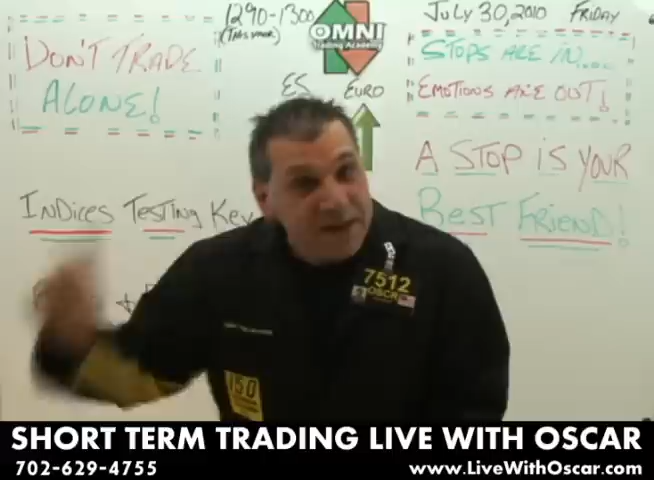 1290-1300
(THIS YEAR)
OMNI
Trading Academy
JULY 30, 2010 FRIDAY
DON'T TRADE
ALONE!
STOPS ARE IN.....
EMOTIONS ARE OUT!
ES
EURO
A STOP IS YOUR
BEST FRIEND!
INDICES TESTING KEY
7512
OSCAR
150
SHORT TERM TRADING LIVE WITH OSCAR
702-629-4755
www.LiveWithOscar.com